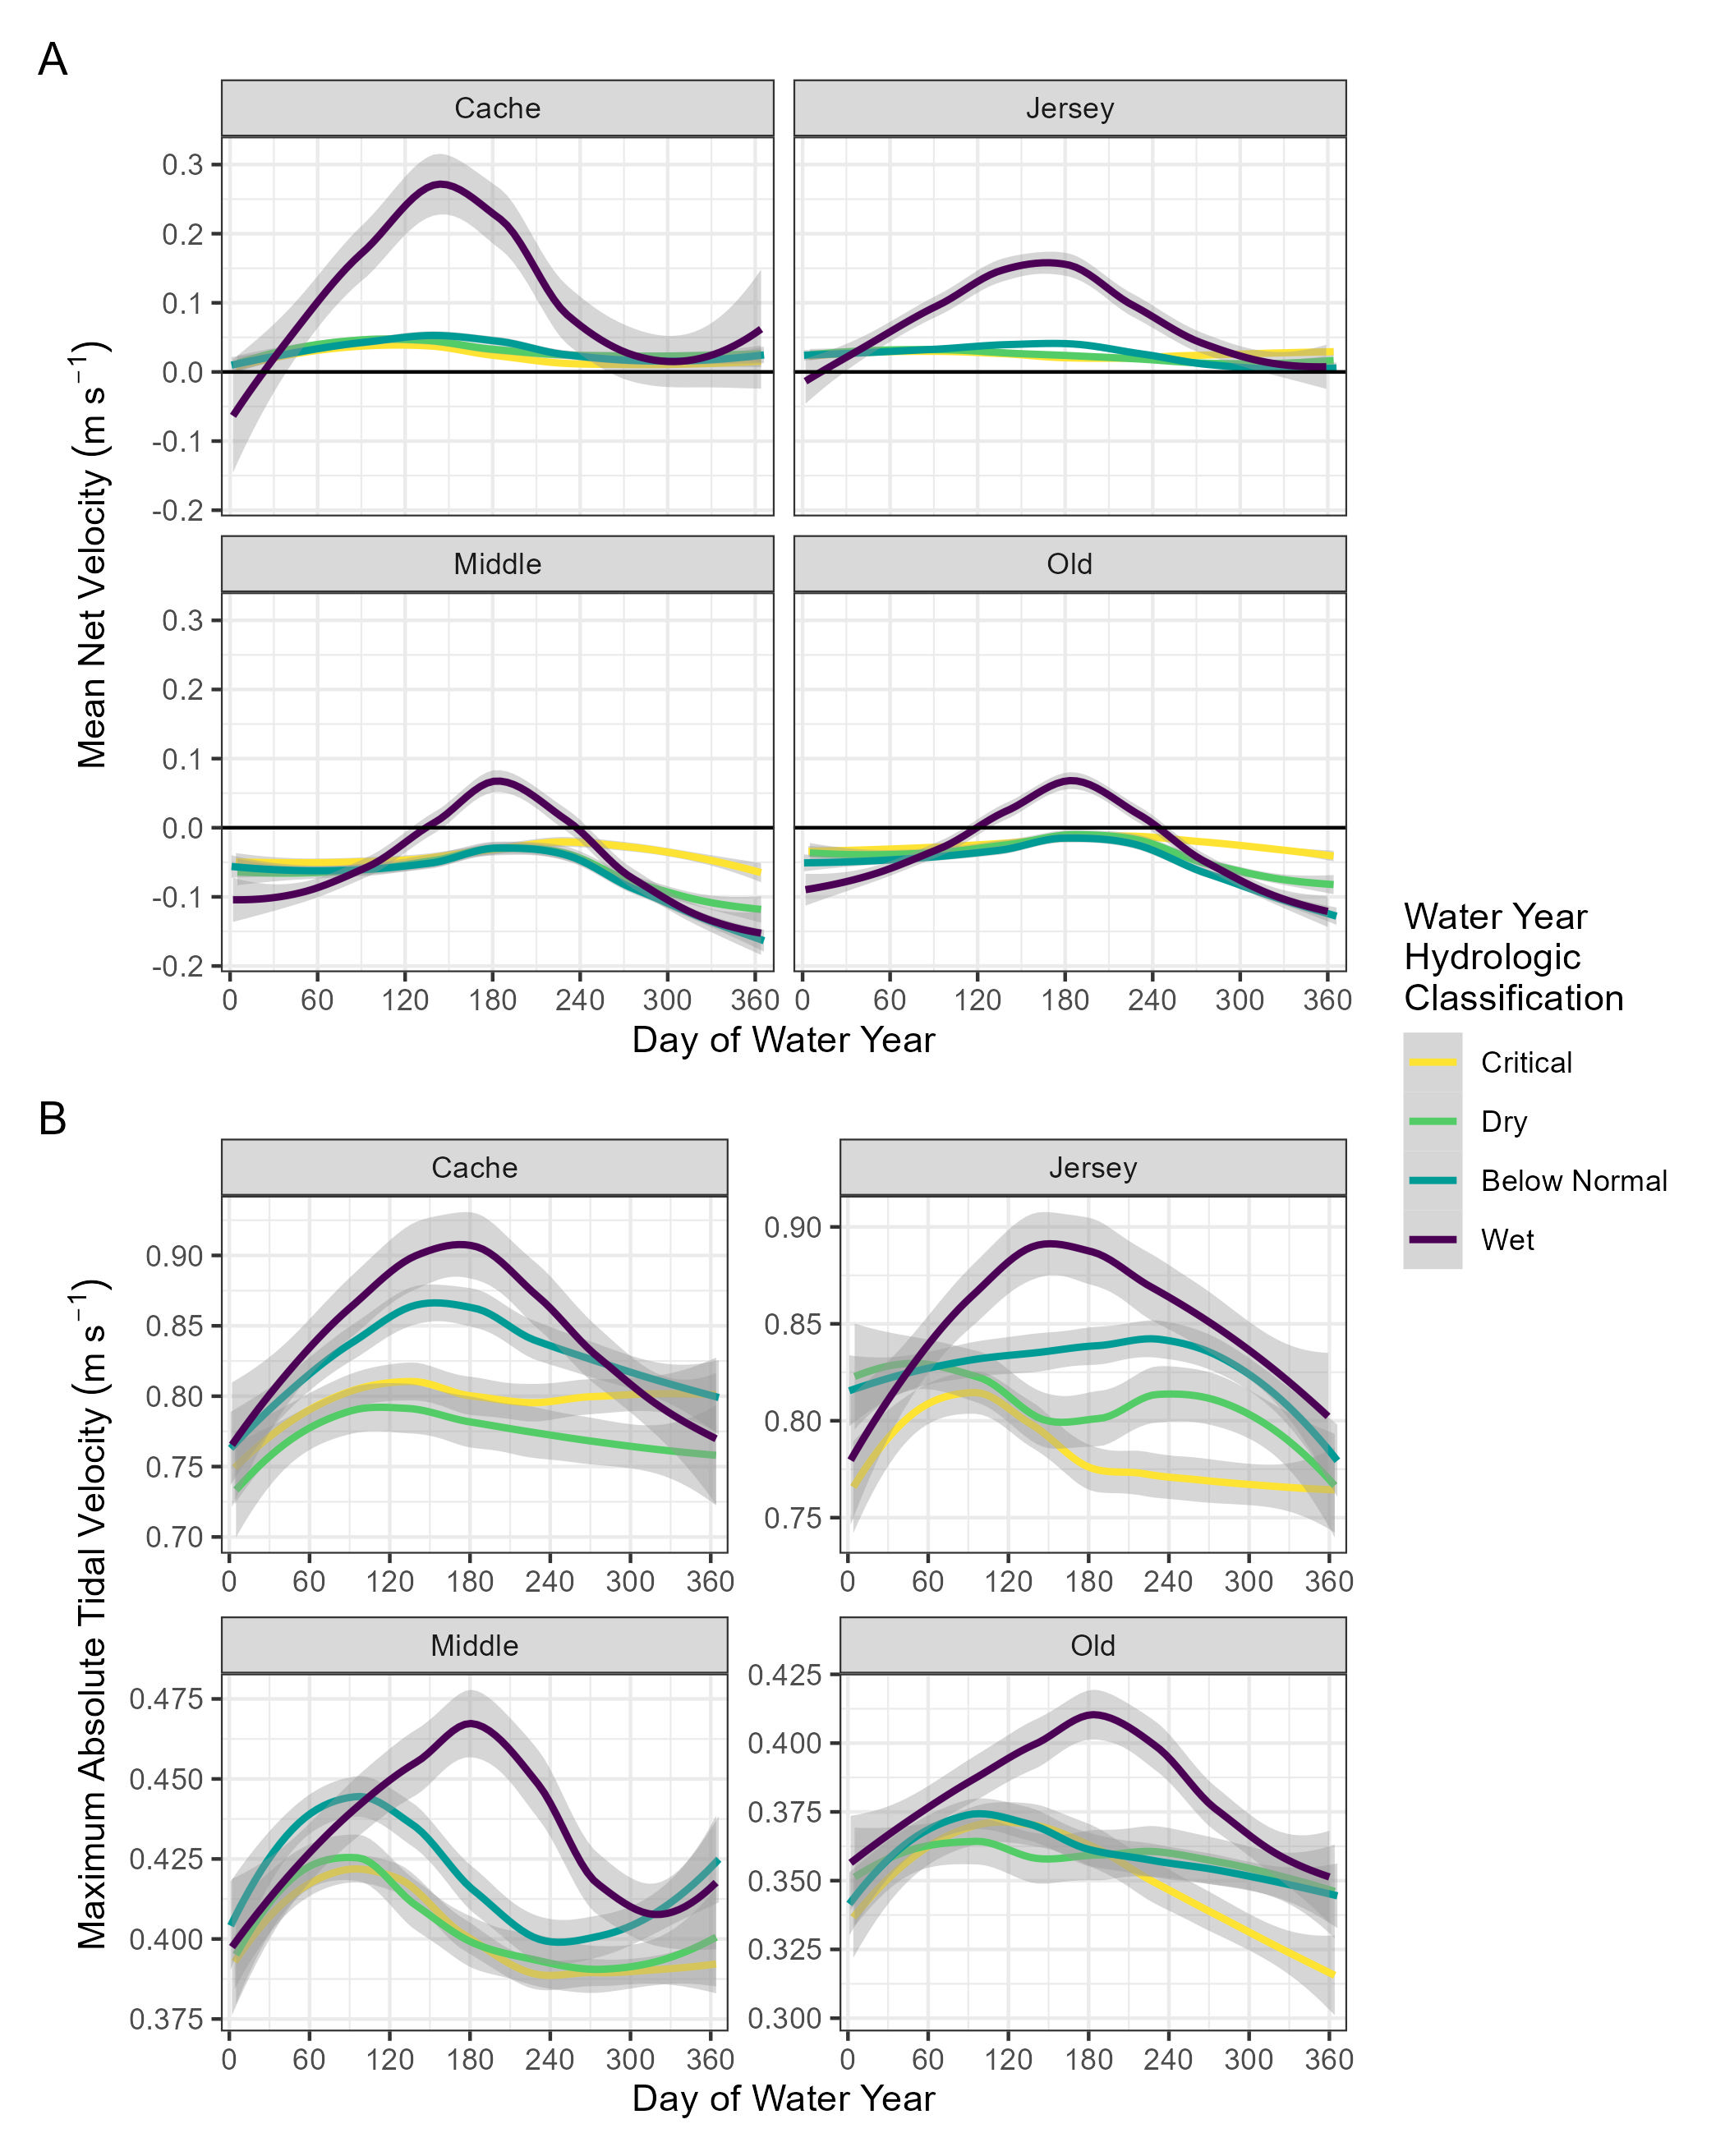 A
Cache
Jersey
0.3
0.2
0.1
0.0
-0.1
-0.2
Middle
Old
0.3
0.2
0.1
0.0
-0.1
-0.2
0 60 120 180 240 300 360
0 60 120 180 240 300 360
Mean Net Velocity (m s⁻¹)
Day of Water Year
Water Year
Hydrologic
Classification
Critical
Dry
Below Normal
Wet
B
Cache
Jersey
0.90
0.85
0.80
0.75
0.70
0 60 120 180 240 300 360
0.90
0.85
0.80
0.75
0 60 120 180 240 300 360
Middle
Old
0.475
0.450
0.425
0.400
0.375
0 60 120 180 240 300 360
0.425
0.400
0.375
0.350
0.325
0.300
0 60 120 180 240 300 360
Maximum Absolute Tidal Velocity (m s⁻¹)
Day of Water Year